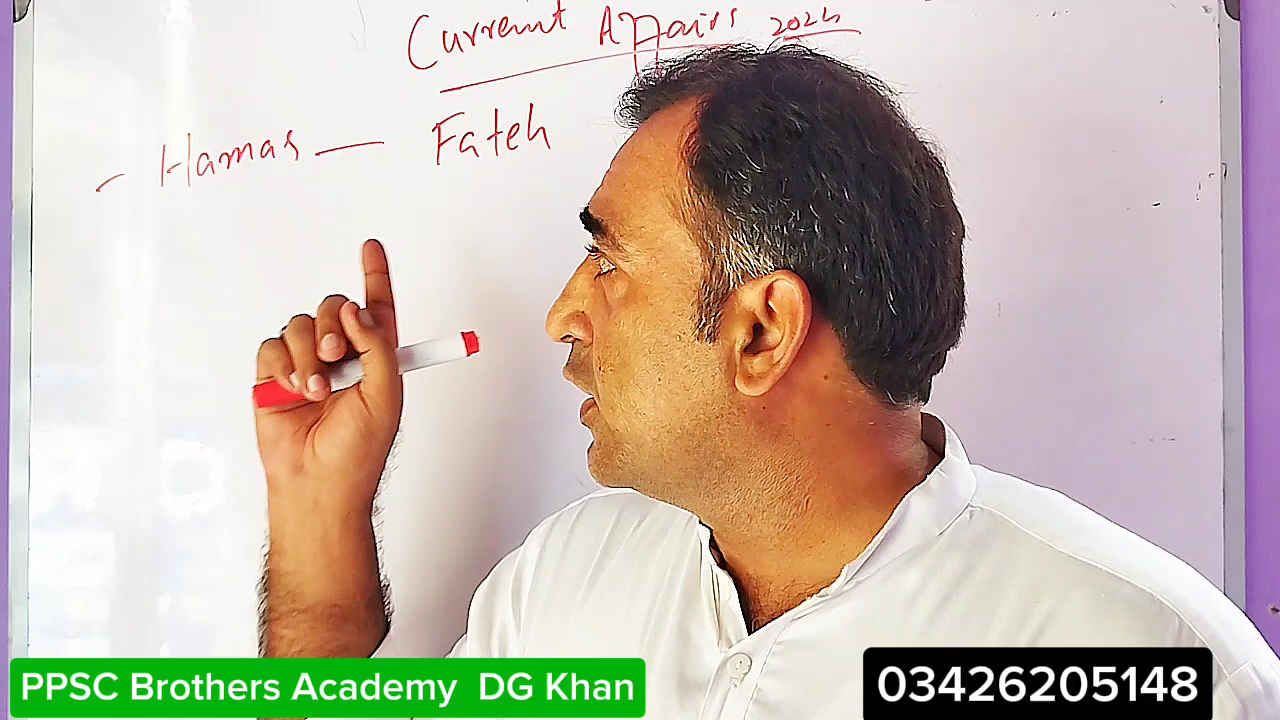 Current Affairs 2024
- Hamas — Fateh
PPSC Brothers Academy DG Khan
03426205148